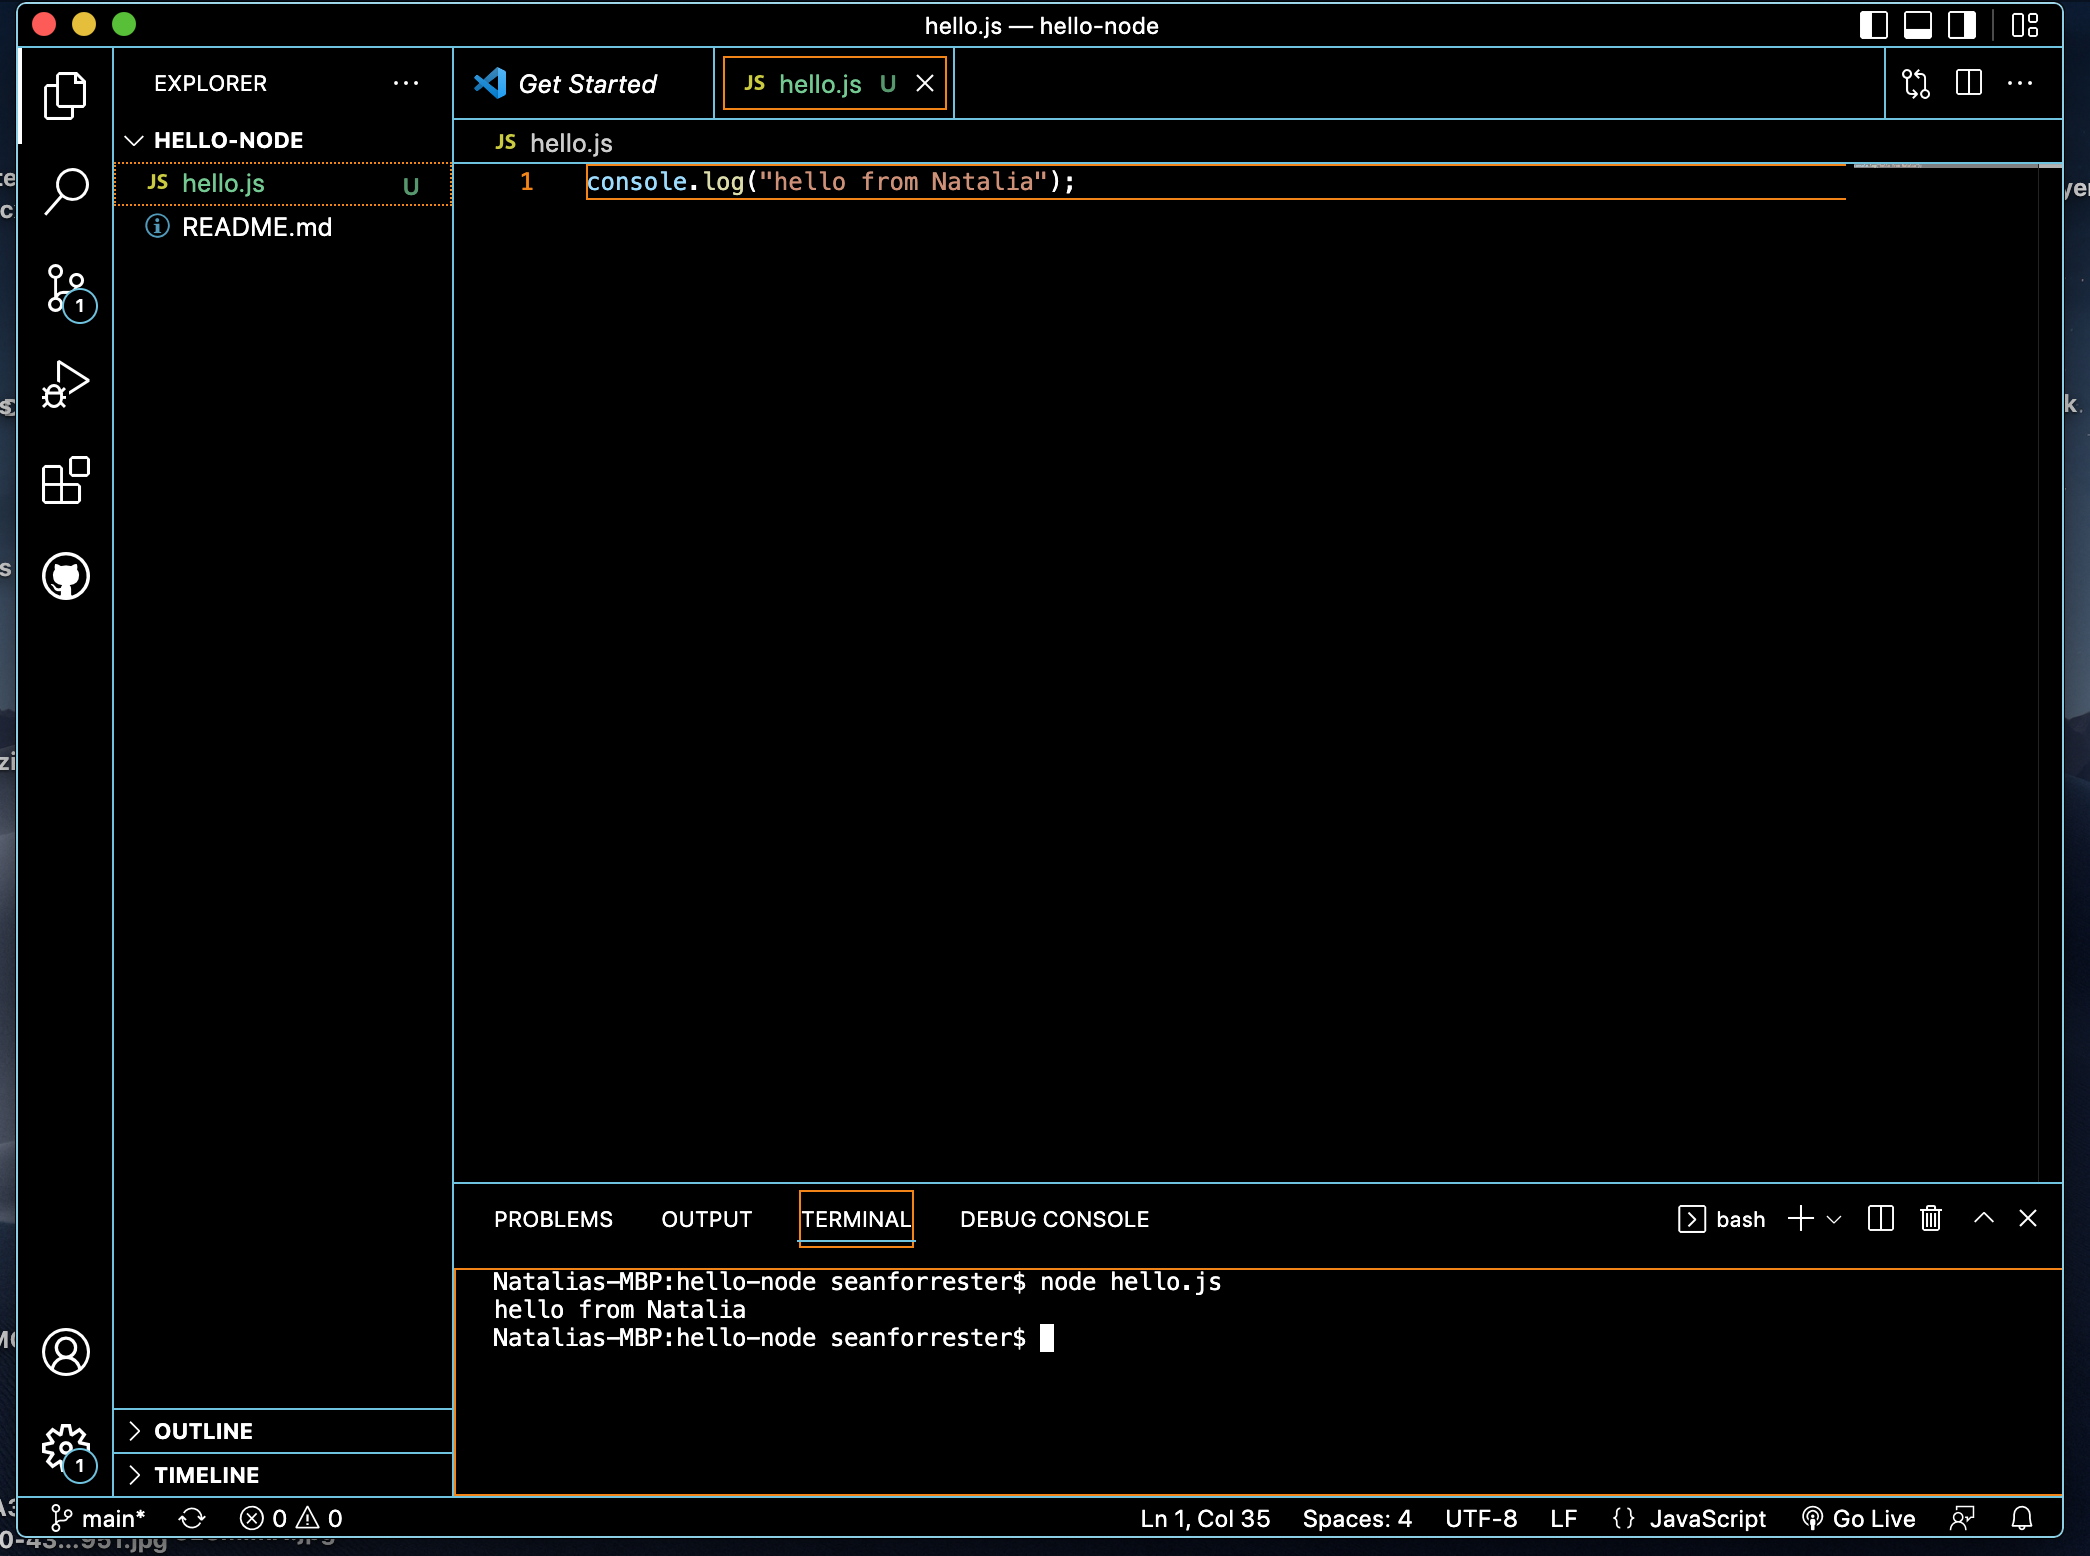 hello.js — hello-node
EXPLORER
HELLO-NODE
JS hello.js U
README.md
Get Started
JS hello.js U
JS hello.js
1 console.log("hello from Natalia");
1
PROBLEMS OUTPUT TERMINAL DEBUG CONSOLE
bash
Natalias-MBP:hello-node seanforrester$ node hello.js
hello from Natalia
Natalias-MBP:hello-node seanforrester$
OUTLINE
1
TIMELINE
main* 0 0 Ln 1, Col 35 Spaces: 4 UTF-8 LF {} JavaScript Go Live